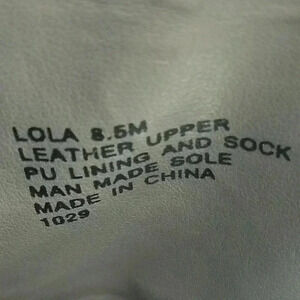 LOLA 8.5M
LEATHER UPPER
PU LINING AND SOCK
MAN MADE SOLE
MADE IN CHINA
1029